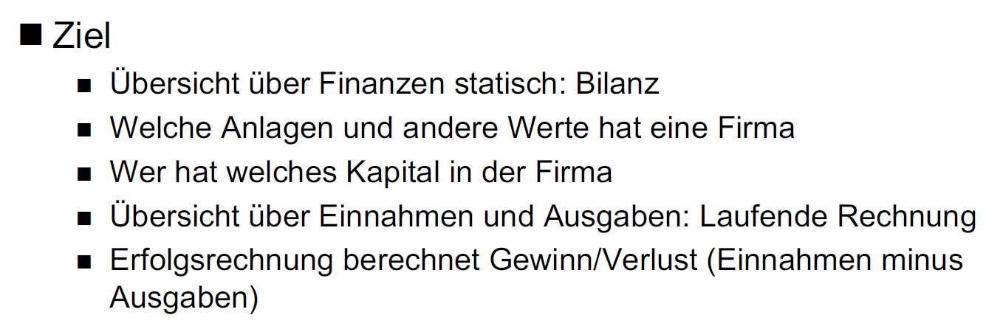 Ziel
Übersicht über Finanzen statisch: Bilanz
Welche Anlagen und andere Werte hat eine Firma
Wer hat welches Kapital in der Firma
Übersicht über Einnahmen und Ausgaben: Laufende Rechnung
Erfolgsrechnung berechnet Gewinn/Verlust (Einnahmen minus
Ausgaben)